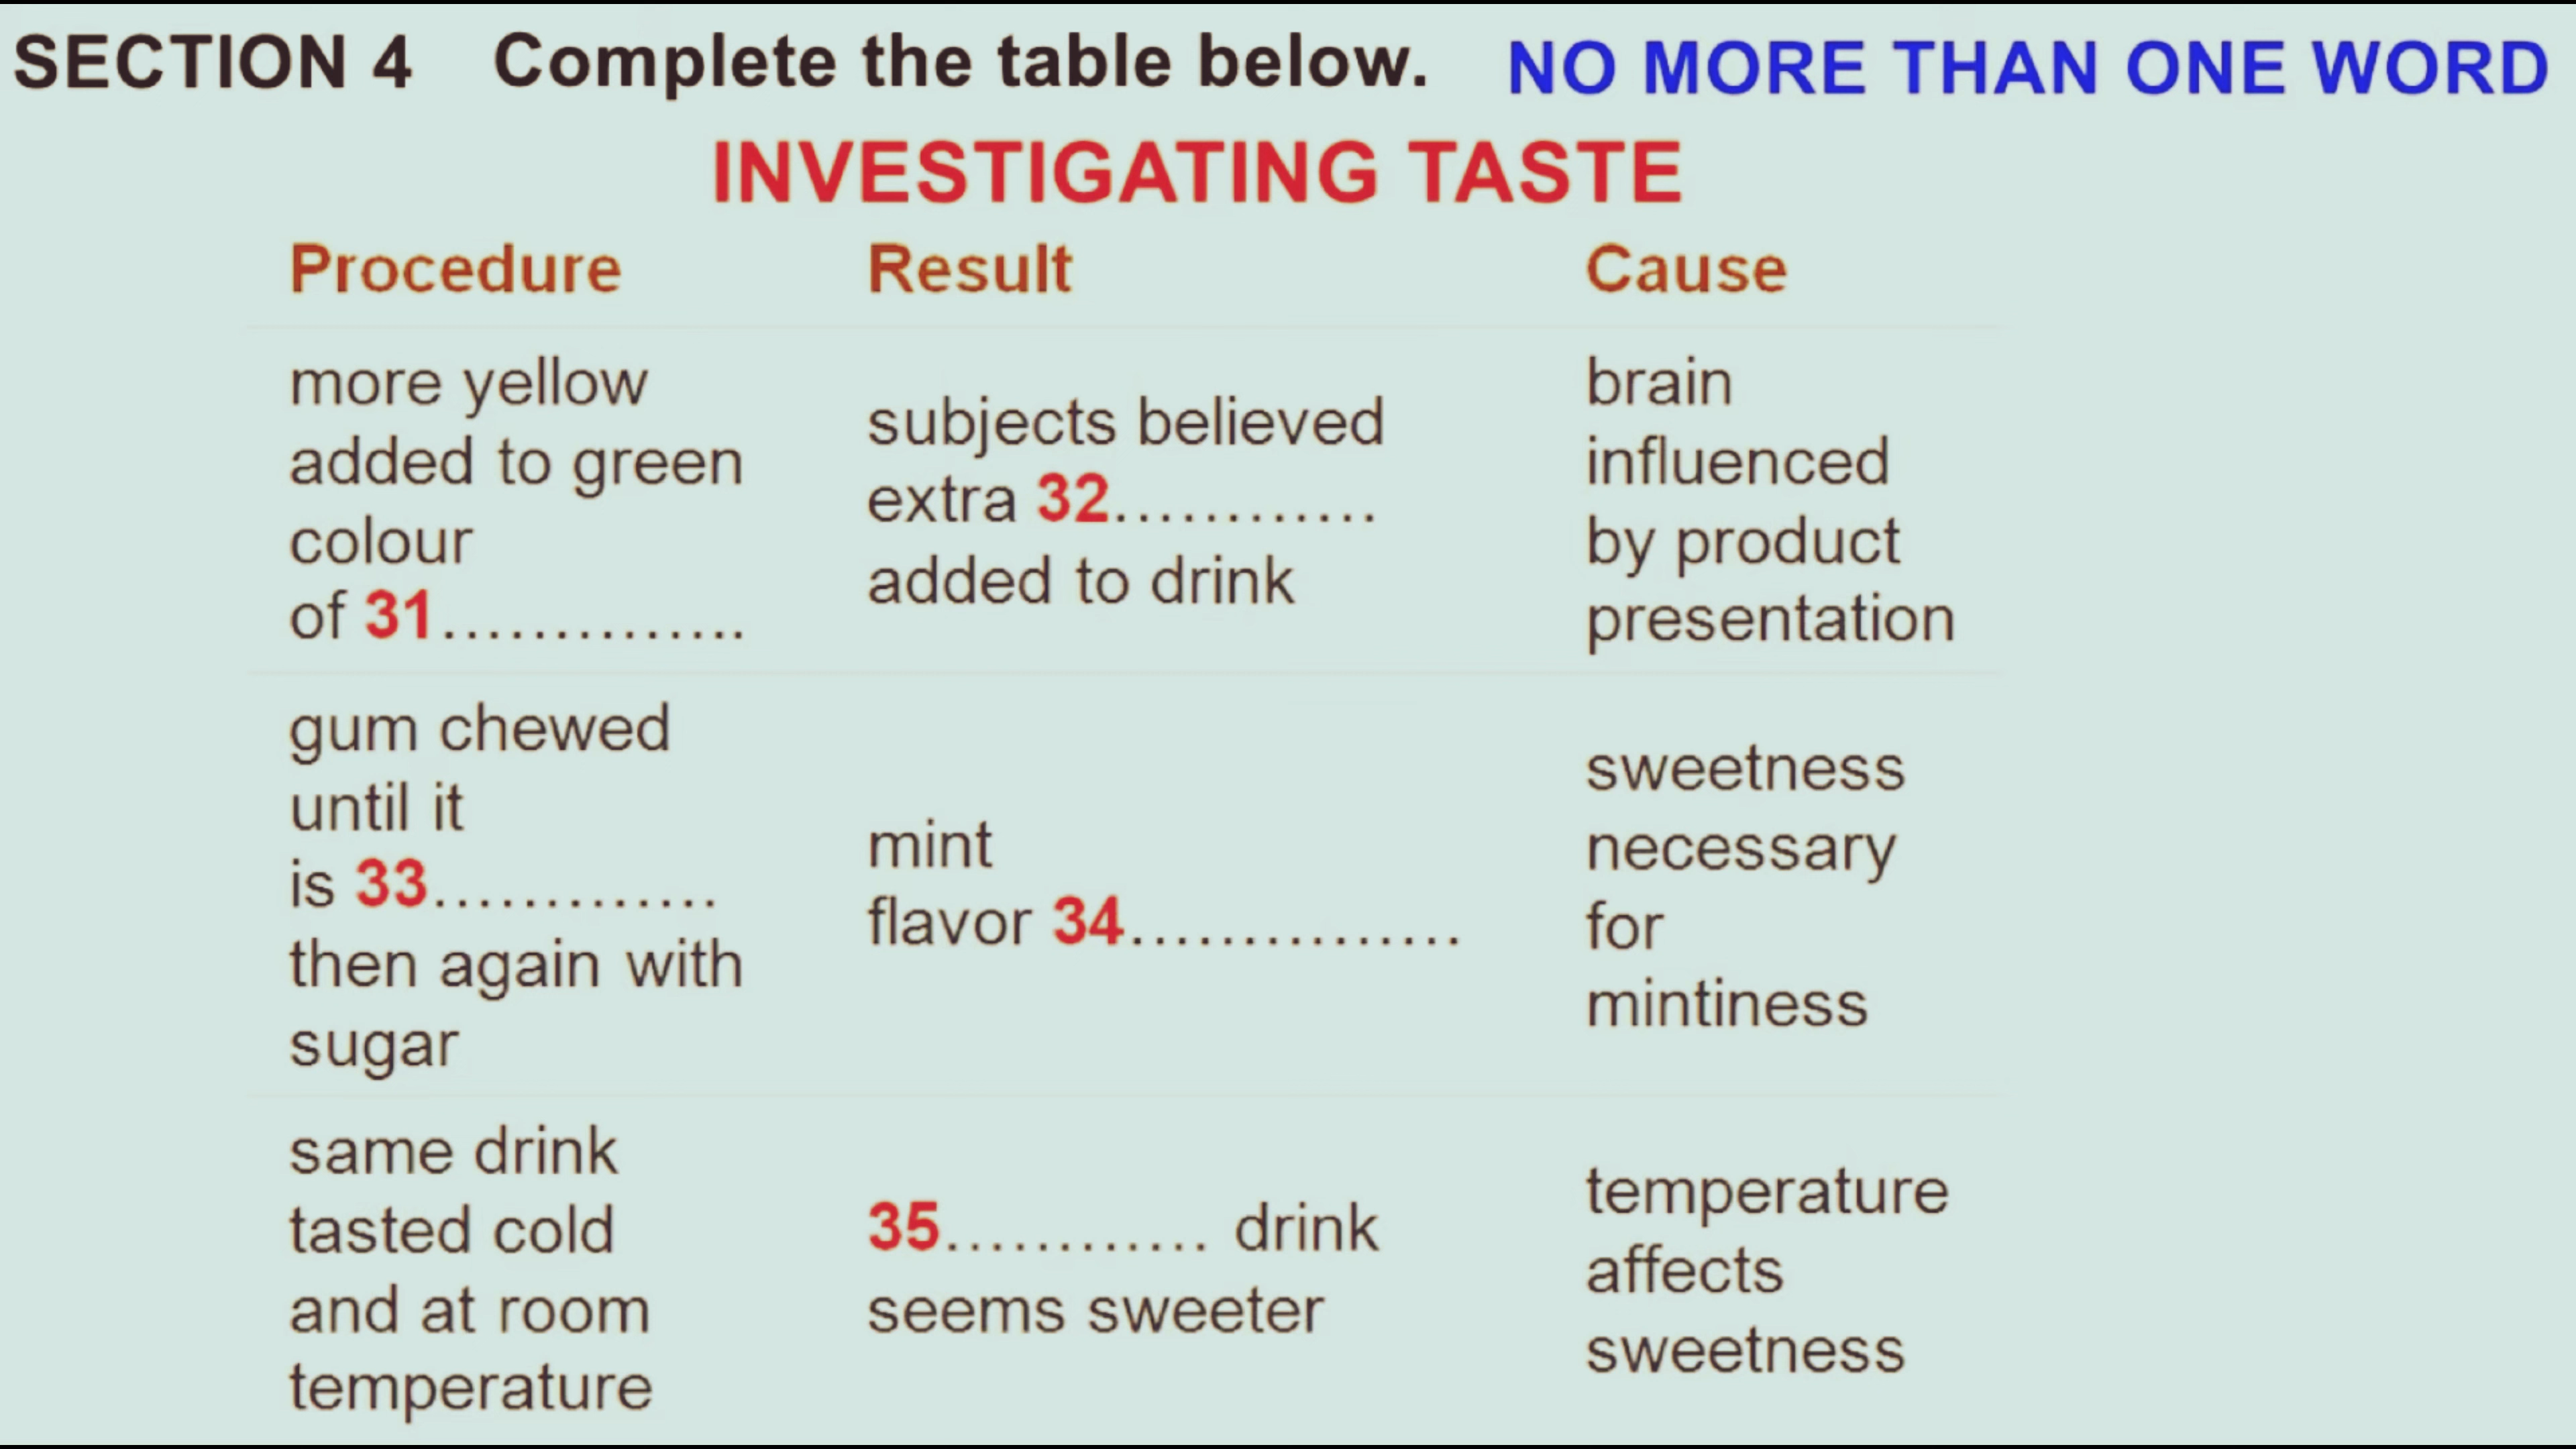 SECTION 4 Complete the table below. NO MORE THAN ONE WORD
INVESTIGATING TASTE
Procedure Result Cause
more yellow
added to green
colour
of 31..............
subjects believed
extra 32............
added to drink
brain
influenced
by product
presentation
gum chewed
until it
is 33.............
then again with
sugar
mint
flavor 34...............
sweetness
necessary
for
mintiness
same drink
tasted cold
and at room
temperature
35............ drink
seems sweeter
temperature
affects
sweetness